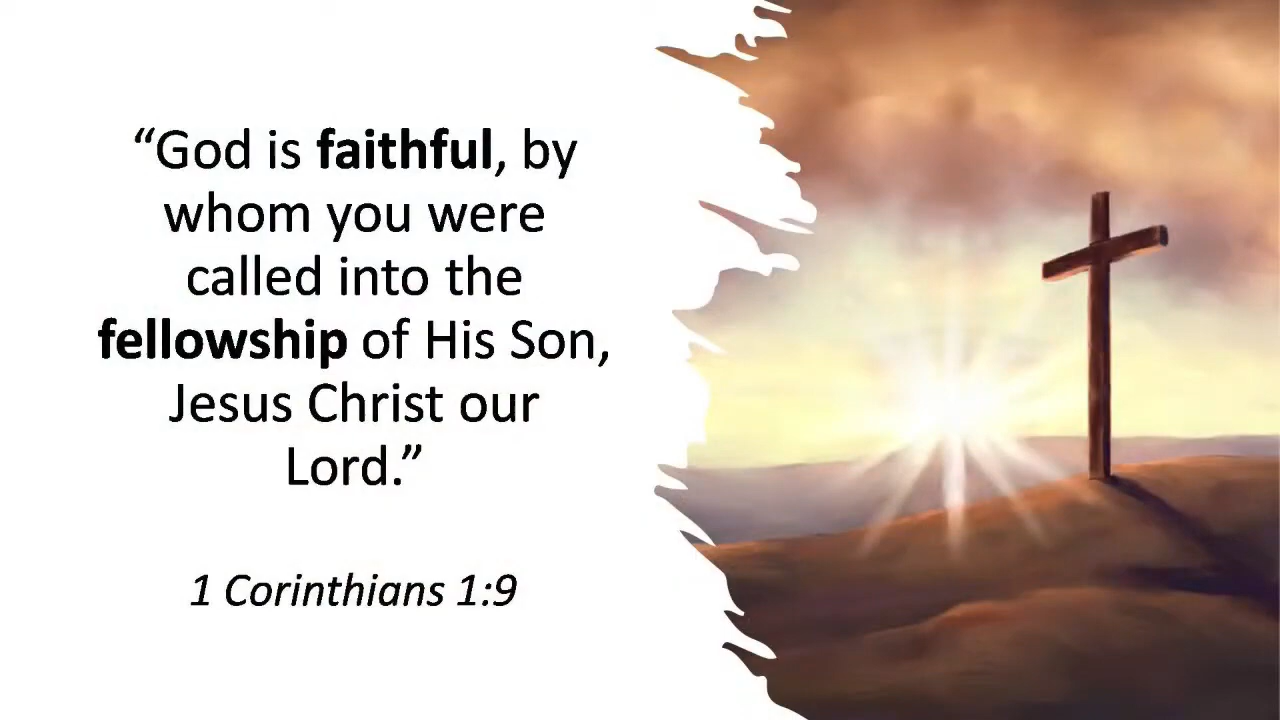 “God is faithful, by
whom you were
called into the
fellowship of His Son,
Jesus Christ our
Lord.”
1 Corinthians 1:9